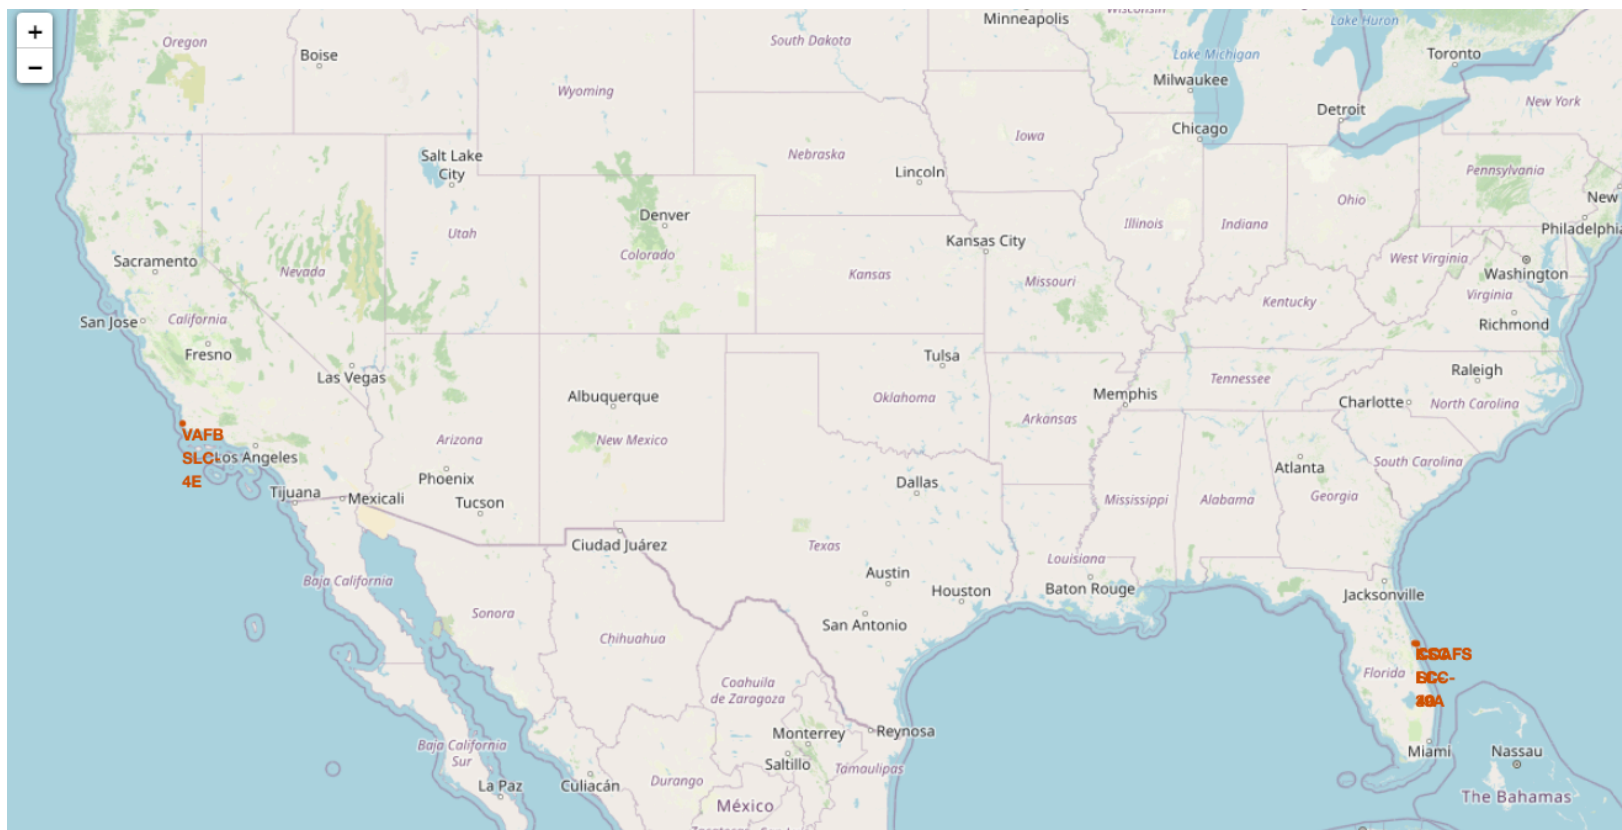 +
−
Oregon
Boise
South Dakota
Minneapolis
Wisconsin
Lake Huron
Toronto
Lake Michigan
Milwaukee
Wyoming
New York
Detroit
Chicago
Iowa
Salt Lake
City
Nebraska
Lincoln
Pennsylvania
Ohio
New
Denver
Utah
Colorado
Kansas City
Illinois
Indiana
Philadelphia
Sacramento
Nevada
Kansas
Missouri
West Virginia
Washington
Kentucky
Virginia
San Jose
California
Richmond
Fresno
Las Vegas
Tulsa
Tennessee
Raleigh
Albuquerque
Oklahoma
Memphis
Charlotte
North Carolina
Arkansas
VAFB
SLC-
4E
Los Angeles
Arizona
New Mexico
Atlanta
South Carolina
Phoenix
Dallas
Tijuana
Mexicali
Tucson
Mississippi
Alabama
Georgia
Ciudad Juárez
Texas
Louisiana
Baja California
Austin
Houston
Baton Rouge
Jacksonville
Sonora
San Antonio
Chihuahua
Florida
Coahuila
de Zaragoza
Baja California
Sur
Monterrey
Reynosa
Saltillo
Tamaulipas
Miami
Nassau
La Paz
Culiacán
Durango
México
The Bahamas